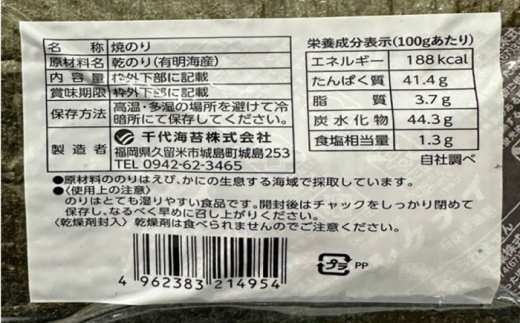 名称 焼のり
原材料名 乾のり(有明海産)
内容量 枠外下部に記載
賞味期限 枠外下部に記載
保存方法 高温・多湿の場所を避けて冷
暗所にて保存してください。
製造者 千代海苔株式会社
福岡県久留米市城島町城島253
TEL 0942-62-3465
栄養成分表示(100gあたり)
エネルギー 188kcal
たんぱく質 41.4g
脂質 3.7g
炭水化物 44.3g
食塩相当量 1.3g
自社調べ
●原材料ののりはえび、かにの生息する海域で採取しています。
●〈使用上の注意〉
のりはとても湿りやすい食品です。開封後はチャックをしっかり閉めて
保存し、なるべく早めに召し上がりください。
〈乾燥剤封入〉乾燥剤は食べられませんのでご注意ください。
4 962383 214954
プラ PP